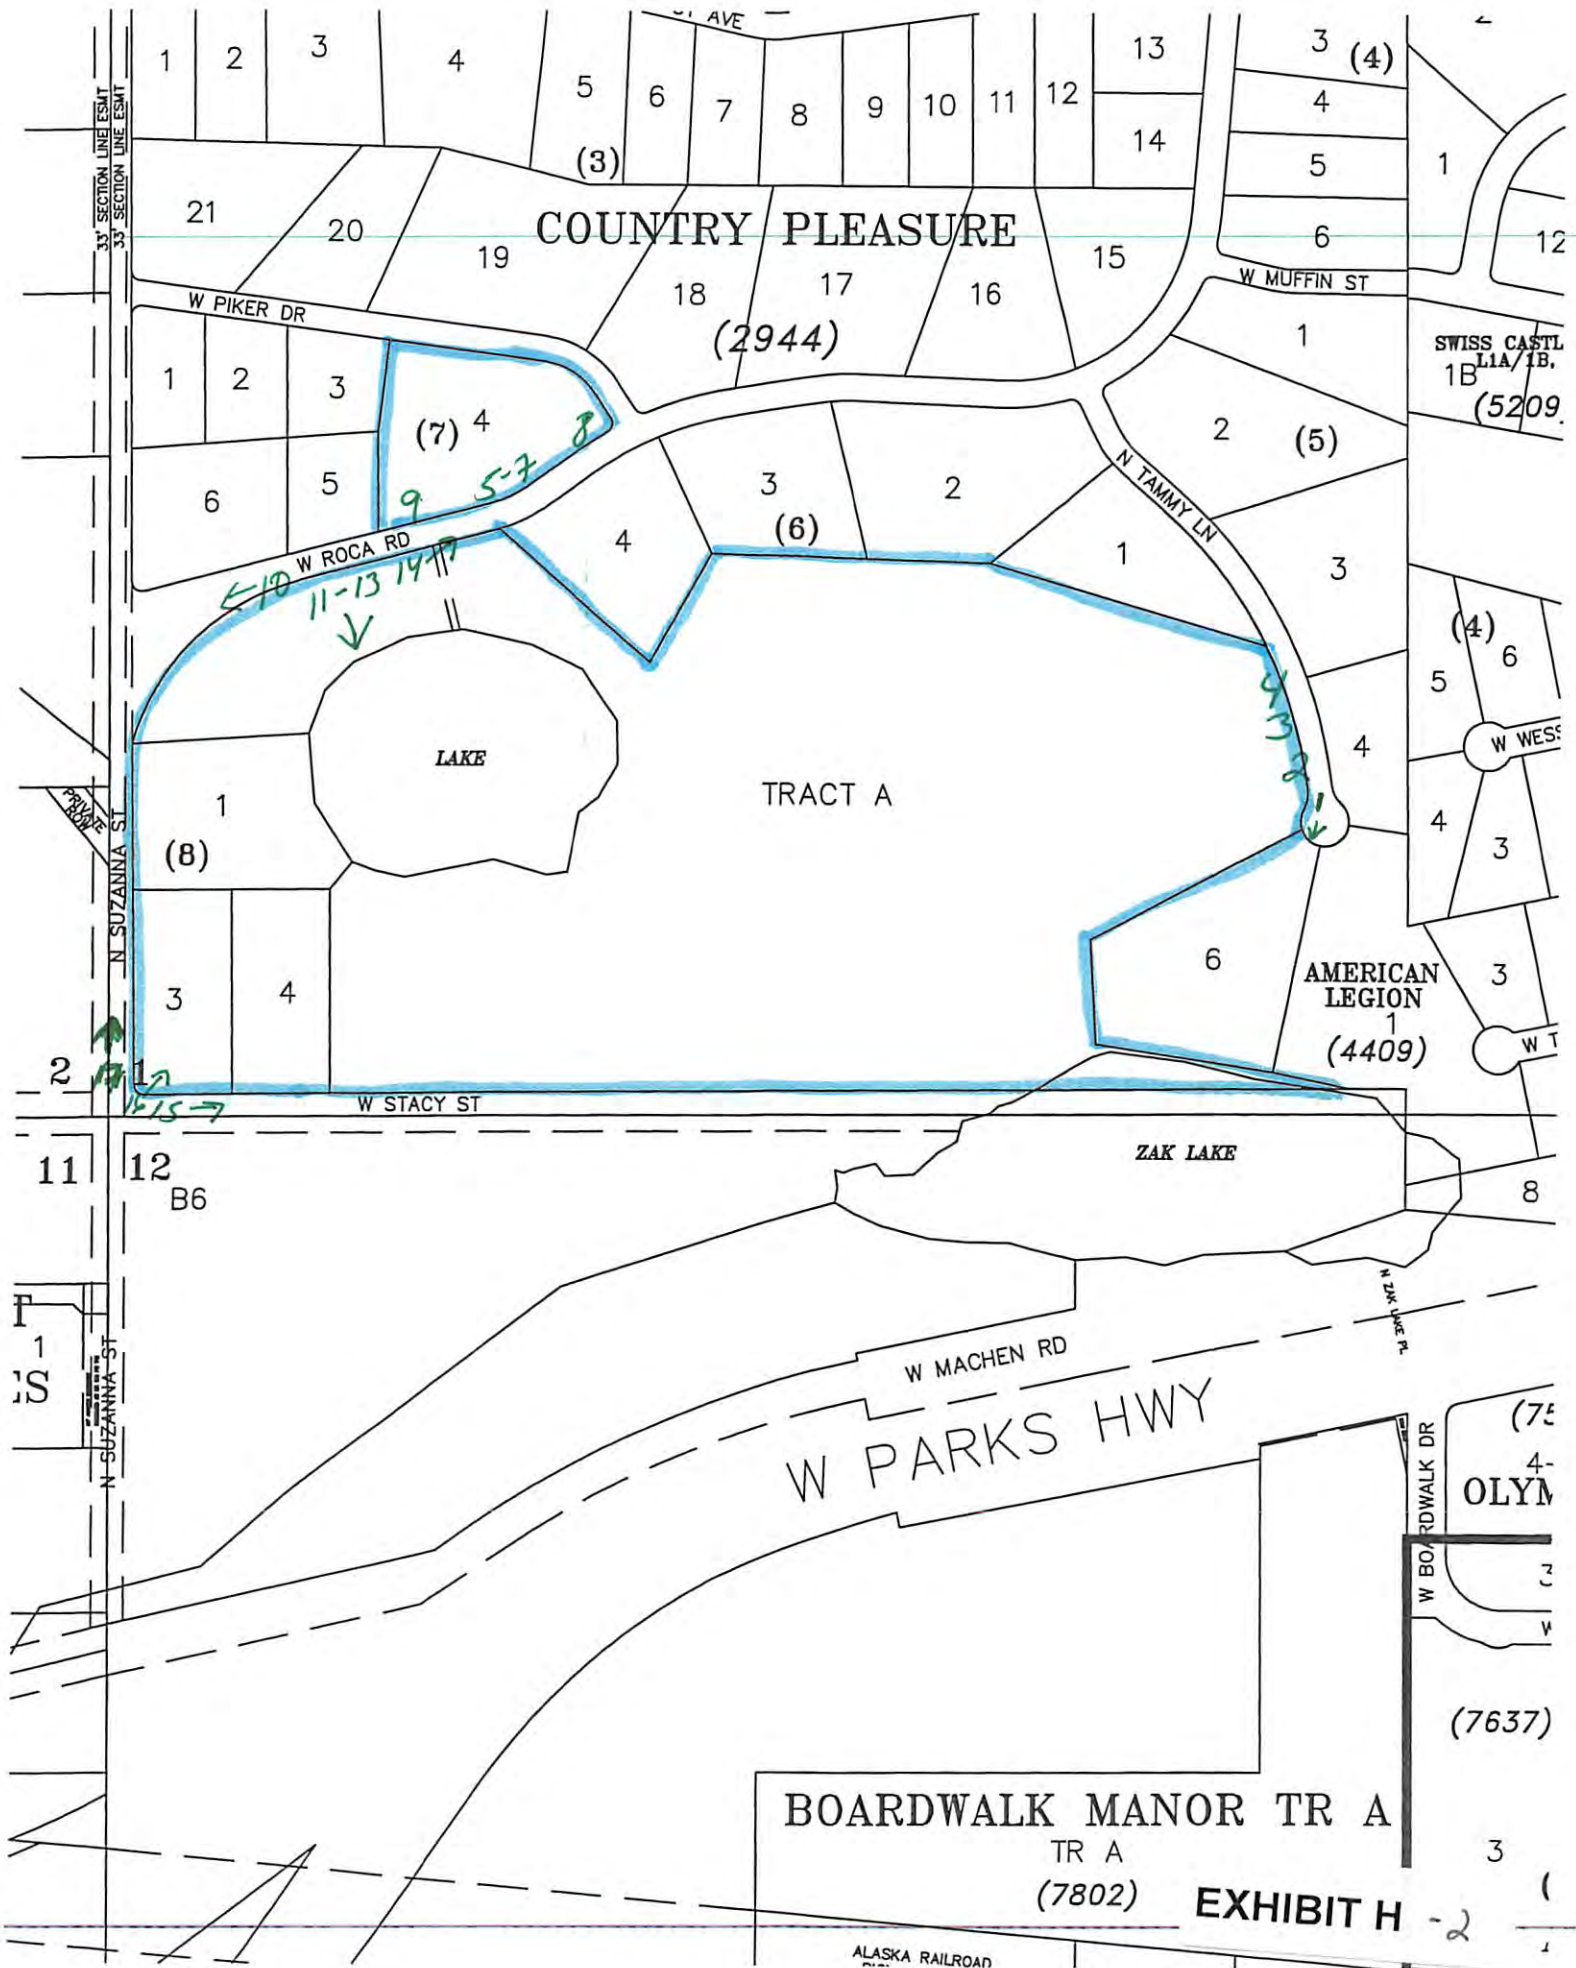 AVE
1
2
3
4
5
6
7
8
9
10
11
12
13
14
3
(4)
4
5
6
1
12
33' SECTION LINE ESMT
33' SECTION LINE ESMT
(3)
21
20
19
COUNTRY PLEASURE
18
17
16
15
(2944)
W PIKER DR
W MUFFIN ST
1
SWISS CASTL
L1A/1B,
1B
(5209
1
2
3
(7)
4
8
5-7
9
6
5
W ROCA RD
3
2
(6)
4
1
2
(5)
N TAMMY LN
3
←10
11-13
14
LAKE
TRACT A
4
3
2
1
4
(4)
5
6
W WESS
4
3
PRIVATE
ROW
N SUZANNA ST
1
(8)
3
4
6
AMERICAN
LEGION
1
(4409)
3
W T
2
17
1
16
15→
W STACY ST
11
12
B6
ZAK LAKE
8
N ZAK LAKE PL
T
1
ES
N SUZANNA ST
W MACHEN RD
W PARKS HWY
W BOARDWALK DR
(75
4-
OLYM
3
W
(7637)
BOARDWALK MANOR TR A
TR A
(7802)
3
(
EXHIBIT H -2
ALASKA RAILROAD